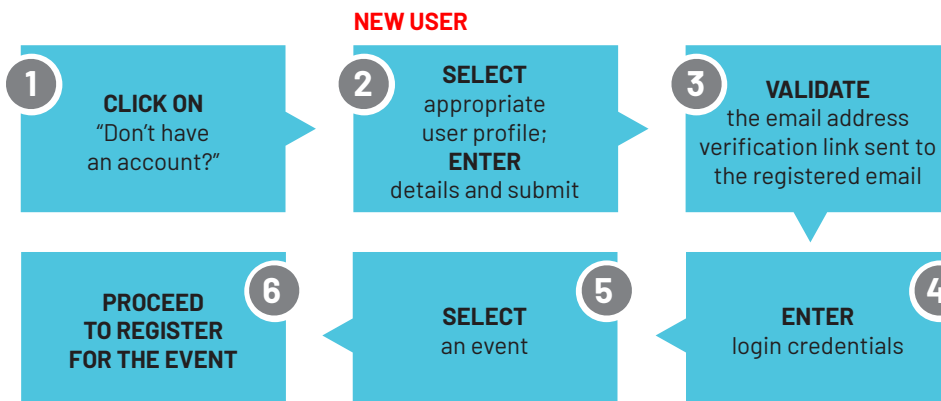 NEW USER
1
CLICK ON
“Don’t have
an account?”
2
SELECT
appropriate
user profile;
ENTER
details and submit
3
VALIDATE
the email address
verification link sent to
the registered email
4
ENTER
login credentials
5
SELECT
an event
6
PROCEED
TO REGISTER
FOR THE EVENT